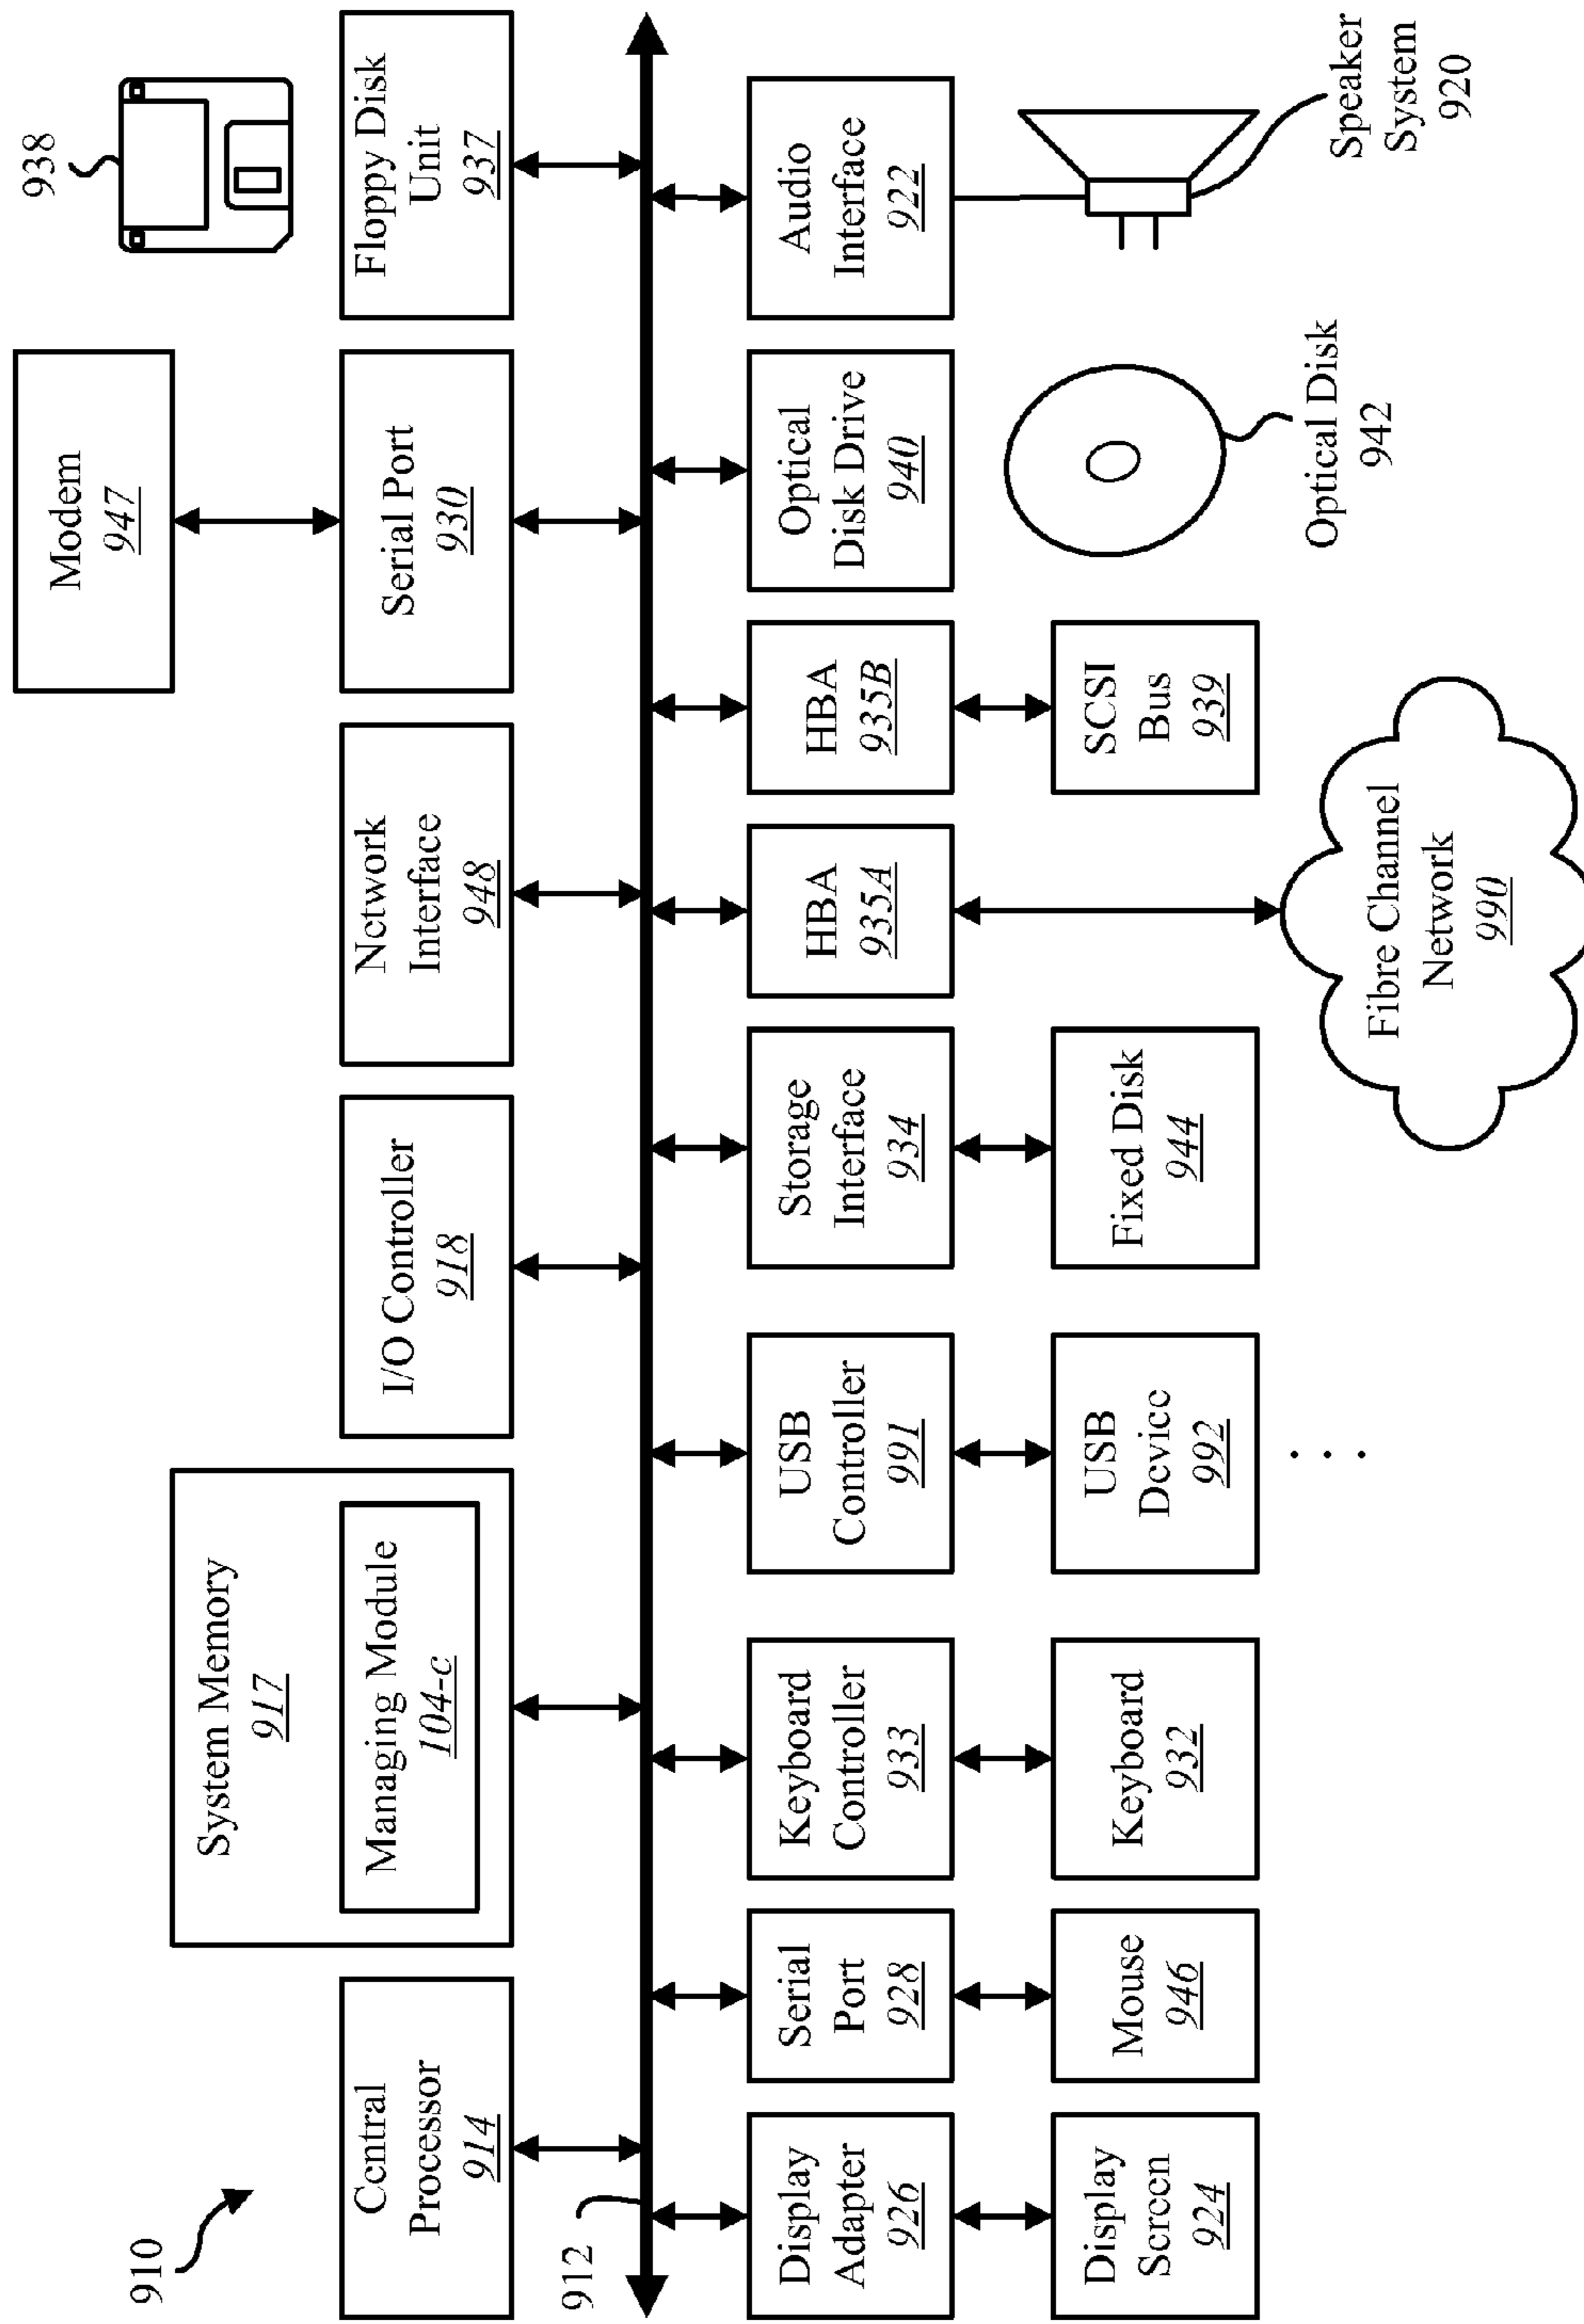 910
Central
Processor
914
System Memory
917
Managing Module
104-c
I/O Controller
918
Network
Interface
948
Modem
947
Serial Port
930
938
Floppy Disk
Unit
937
912
Display
Adapter
926
Serial
Port
928
Keyboard
Controller
933
USB
Controller
991
Storage
Interface
934
HBA
935A
HBA
935B
Optical
Disk Drive
940
Audio
Interface
922
Display
Screen
924
Mouse
946
Keyboard
932
USB
Device
992
. . .
Fixed Disk
944
Fibre Channel
Network
990
SCSI
Bus
939
Optical Disk
942
Speaker
System
920